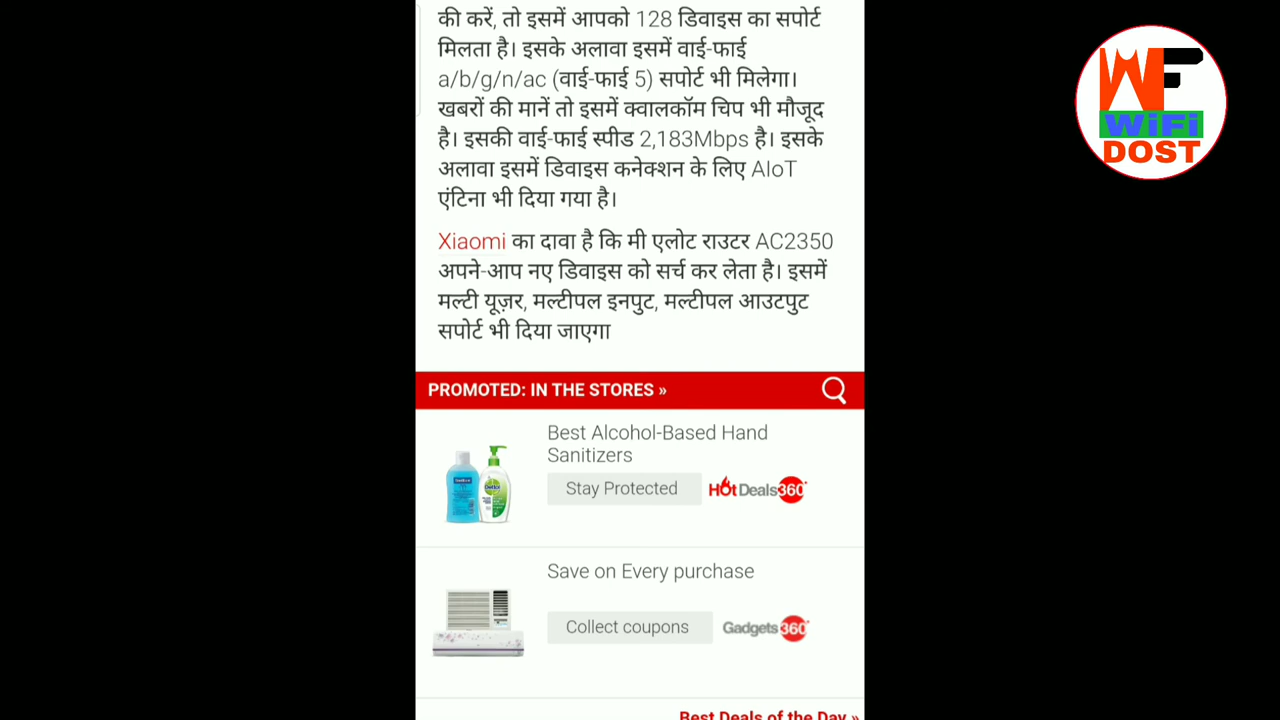 की करें, तो इसमें आपको 128 डिवाइस का सपोर्ट
मिलता है। इसके अलावा इसमें वाई-फाई
a/b/g/n/ac (वाई-फाई 5) सपोर्ट भी मिलेगा।
खबरों की मानें तो इसमें क्वालकॉम चिप भी मौजूद
है। इसकी वाई-फाई स्पीड 2,183Mbps है। इसके
अलावा इसमें डिवाइस कनेक्शन के लिए AIoT
एंटिना भी दिया गया है।
Xiaomi का दावा है कि मी एलोट राउटर AC2350
अपने-आप नए डिवाइस को सर्च कर लेता है। इसमें
मल्टी यूज़र, मल्टीपल इनपुट, मल्टीपल आउटपुट
सपोर्ट भी दिया जाएगा
PROMOTED: IN THE STORES »
Best Alcohol-Based Hand
Sanitizers
Stay Protected
HotDeals360°
Dettol
Save on Every purchase
Collect coupons
Gadgets 360°
Best Deals of the Day »
WF
WiFi
DOST